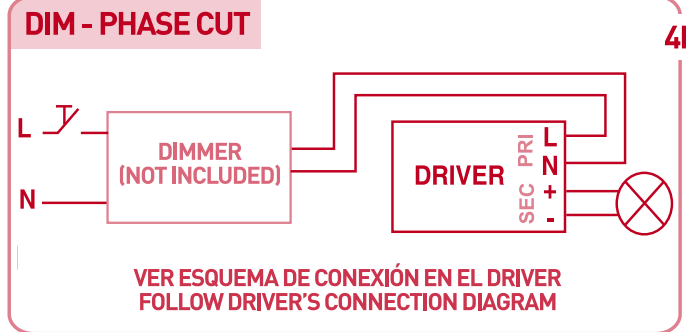 DIM - PHASE CUT
L
N
DIMMER
(NOT INCLUDED)
DRIVER
PRI
SEC
L
N
+
-
VER ESQUEMA DE CONEXIÓN EN EL DRIVER
FOLLOW DRIVER'S CONNECTION DIAGRAM